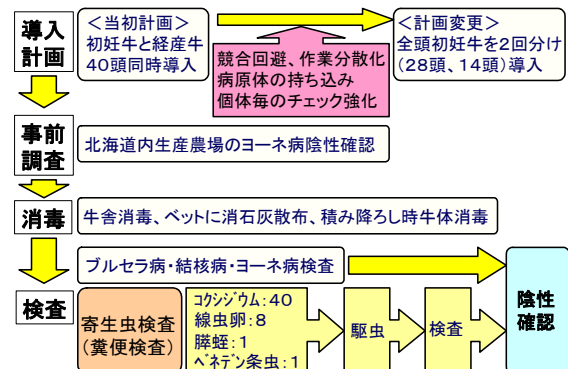 導入
計画
＜当初計画＞
初妊牛と経産牛
40頭同時導入
競合回避、作業分散化
病原体の持ち込み
個体毎のチェック強化
＜計画変更＞
全頭初妊牛を2回分け
(28頭、14頭)導入
事前
調査
北海道内生産農場のヨーネ病陰性確認
消毒
牛舎消毒、ベットに消石灰散布、積み降ろし時牛体消毒
検査
ブルセラ病・結核病・ヨーネ病検査
寄生虫検査
(糞便検査)
ｺｸｼｼﾞｳﾑ：40
線虫卵：8
膵蛭：1
ﾍﾞﾈﾃﾞﾝ条虫：1
駆虫
検査
陰性
確認